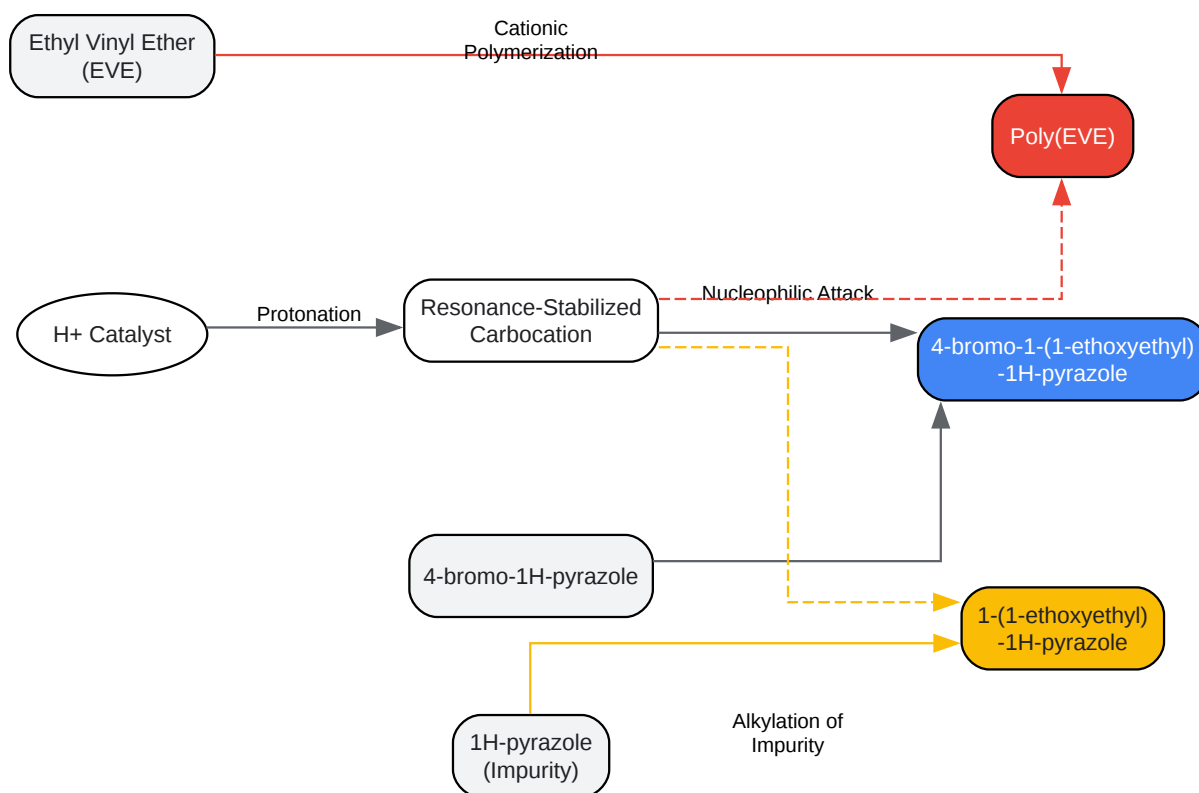 Ethyl Vinyl Ether
(EVE)
Cationic
Polymerization
Poly(EVE)
H+ Catalyst
Protonation
Resonance-Stabilized
Carbocation
Nucleophilic Attack
4-bromo-1-(1-ethoxyethyl)
-1H-pyrazole
4-bromo-1H-pyrazole
1-(1-ethoxyethyl)
-1H-pyrazole
1H-pyrazole
(Impurity)
Alkylation of
Impurity